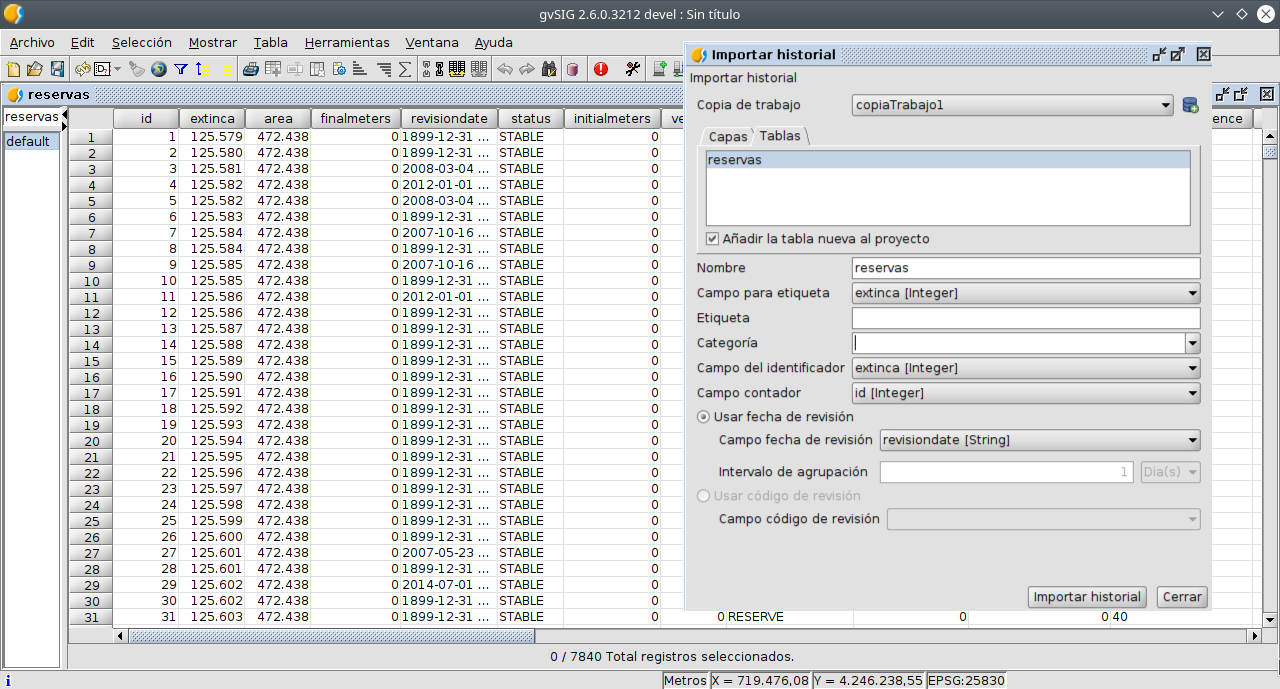 gvSIG 2.6.0.3212 devel : Sin título
Archivo Edit Selección Mostrar Tabla Herramientas Ventana Ayuda
reservas
reservas
default
id extinca area finalmeters revisiondate status initialmeters ve
1 1 125.579 472.438 0 1899-12-31 ... STABLE 0
2 2 125.580 472.438 0 1899-12-31 ... STABLE 0
3 3 125.581 472.438 0 2008-03-04 ... STABLE 0
4 4 125.582 472.438 0 2012-01-01 ... STABLE 0
5 5 125.582 472.438 0 2008-03-04 ... STABLE 0
6 6 125.583 472.438 0 1899-12-31 ... STABLE 0
7 7 125.584 472.438 0 2007-10-16 ... STABLE 0
8 8 125.584 472.438 0 1899-12-31 ... STABLE 0
9 9 125.585 472.438 0 2007-10-16 ... STABLE 0
10 10 125.585 472.438 0 1899-12-31 ... STABLE 0
11 11 125.586 472.438 0 2012-01-01 ... STABLE 0
12 12 125.586 472.438 0 1899-12-31 ... STABLE 0
13 13 125.587 472.438 0 1899-12-31 ... STABLE 0
14 14 125.588 472.438 0 1899-12-31 ... STABLE 0
15 15 125.589 472.438 0 1899-12-31 ... STABLE 0
16 16 125.590 472.438 0 1899-12-31 ... STABLE 0
17 17 125.591 472.438 0 1899-12-31 ... STABLE 0
18 18 125.592 472.438 0 1899-12-31 ... STABLE 0
19 19 125.593 472.438 0 1899-12-31 ... STABLE 0
20 20 125.594 472.438 0 1899-12-31 ... STABLE 0
21 21 125.595 472.438 0 1899-12-31 ... STABLE 0
22 22 125.596 472.438 0 1899-12-31 ... STABLE 0
23 23 125.597 472.438 0 1899-12-31 ... STABLE 0
24 24 125.598 472.438 0 1899-12-31 ... STABLE 0
25 25 125.599 472.438 0 1899-12-31 ... STABLE 0
26 26 125.600 472.438 0 1899-12-31 ... STABLE 0
27 27 125.601 472.438 0 2007-05-23 ... STABLE 0
28 28 125.601 472.438 0 1899-12-31 ... STABLE 0
29 29 125.602 472.438 0 2014-07-01 ... STABLE 0
30 30 125.602 472.438 0 1899-12-31 ... STABLE 0
31 31 125.603 472.438 0 1899-12-31 ... STABLE 0 0 RESERVE 0 0 40
ence
Importar historial
Importar historial
Copia de trabajo copiaTrabajo1
Capas Tablas
reservas
Añadir la tabla nueva al proyecto
Nombre reservas
Campo para etiqueta extinca [Integer]
Etiqueta
Categoría
Campo del identificador extinca [Integer]
Campo contador id [Integer]
Usar fecha de revisión
Campo fecha de revisión revisiondate [String]
Intervalo de agrupación 1 Dia(s)
Usar código de revisión
Campo código de revisión
Importar historial Cerrar
0 / 7840 Total registros seleccionados.
Metros X = 719.476,08 Y = 4.246.238,55 EPSG:25830